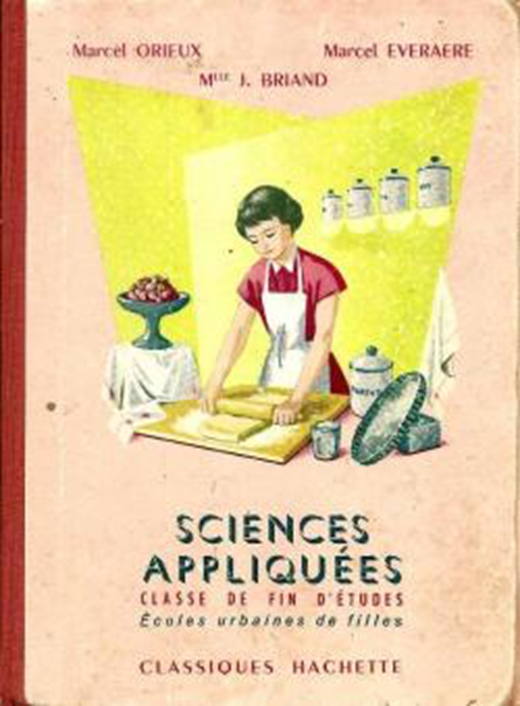 Marcel ORIEUX Marcel EVERAERE
Mlle J. BRIAND
SCIENCES
APPLIQUÉES
CLASSE DE FIN D'ÉTUDES
Écoles urbaines de filles
CLASSIQUES HACHETTE